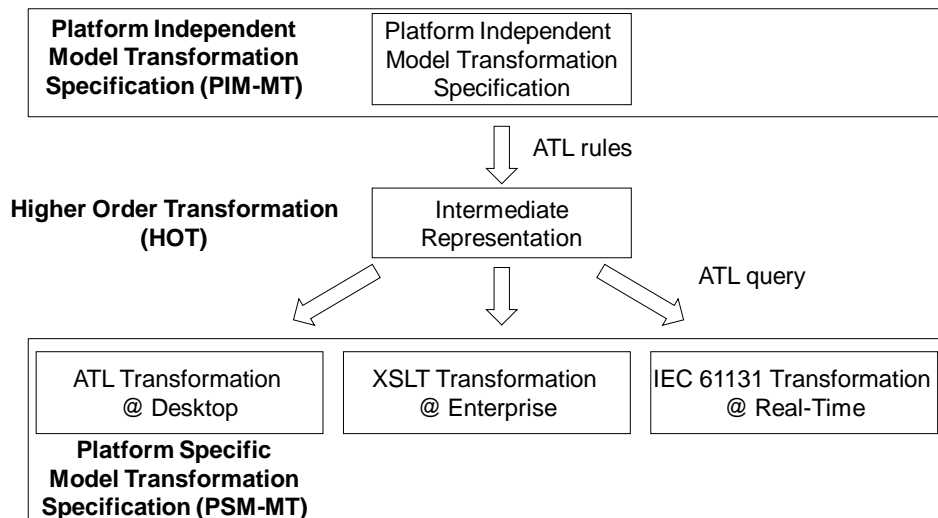 Platform Independent
Model Transformation
Specification (PIM-MT)
Platform Independent
Model Transformation
Specification
ATL rules
Higher Order Transformation
(HOT)
Intermediate
Representation
ATL query
ATL Transformation
@ Desktop
XSLT Transformation
@ Enterprise
IEC 61131 Transformation
@ Real-Time
Platform Specific
Model Transformation
Specification (PSM-MT)